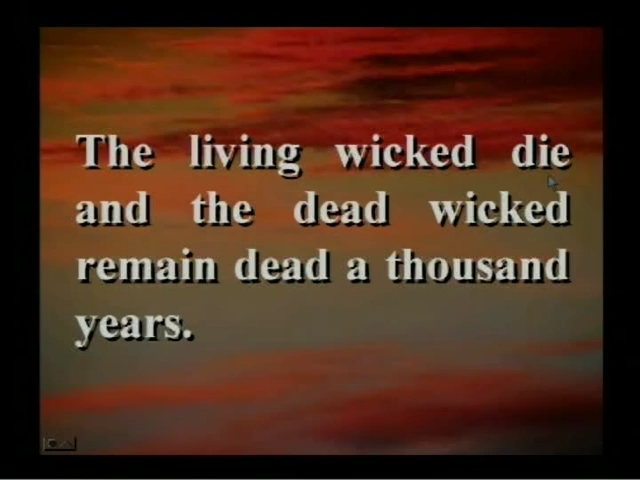 The living wicked die
and the dead wicked
remain dead a thousand
years.